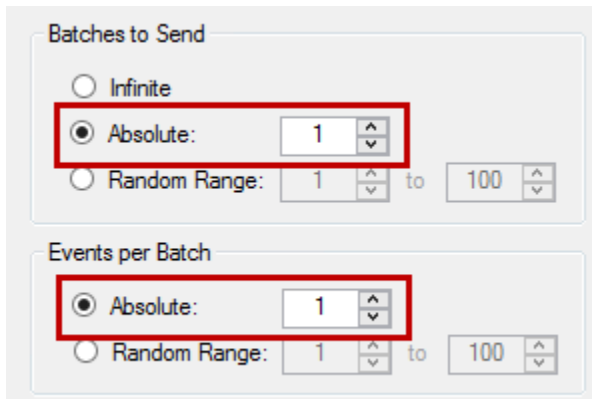 Batches to Send
Infinite
Absolute: 1
Random Range: 1 to 100
Events per Batch
Absolute: 1
Random Range: 1 to 100